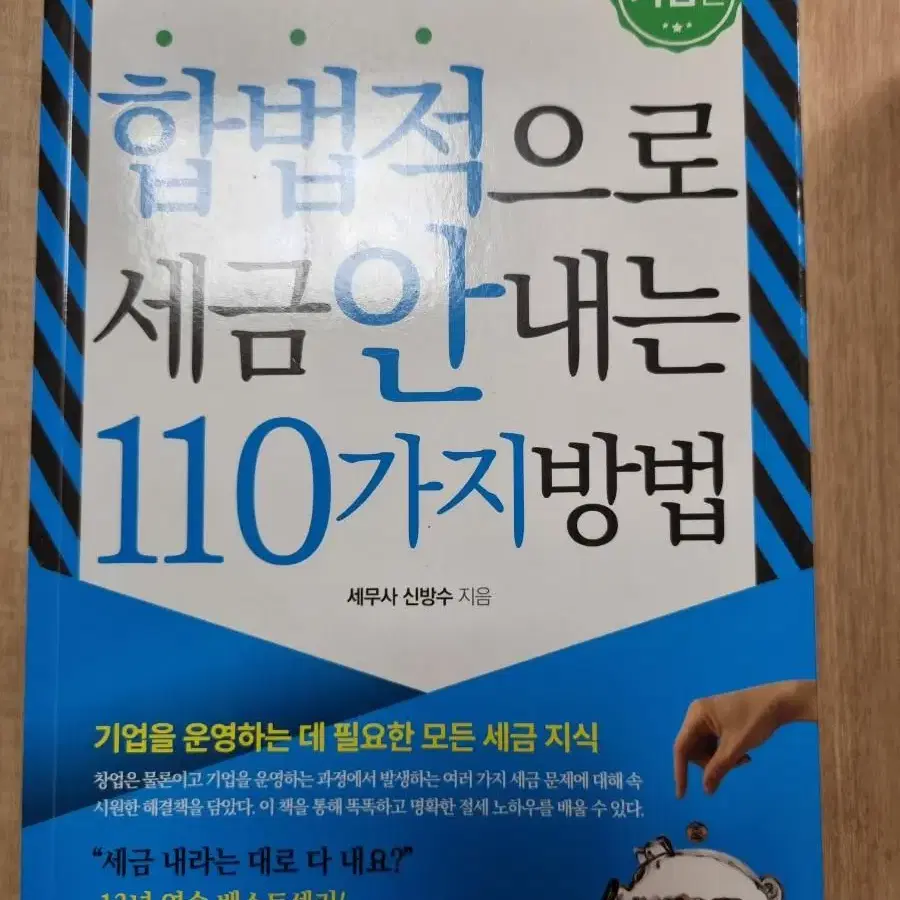 기업편
합법적으로
세금 안 내는
110가지 방법
세무사 신방수 지음
기업을 운영하는 데 필요한 모든 세금 지식
창업은 물론이고 기업을 운영하는 과정에서 발생하는 여러 가지 세금 문제에 대해 속
시원한 해결책을 담았다. 이 책을 통해 똑똑하고 명확한 절세 노하우를 배울 수 있다.
“세금 내라는 대로 다 내요?”